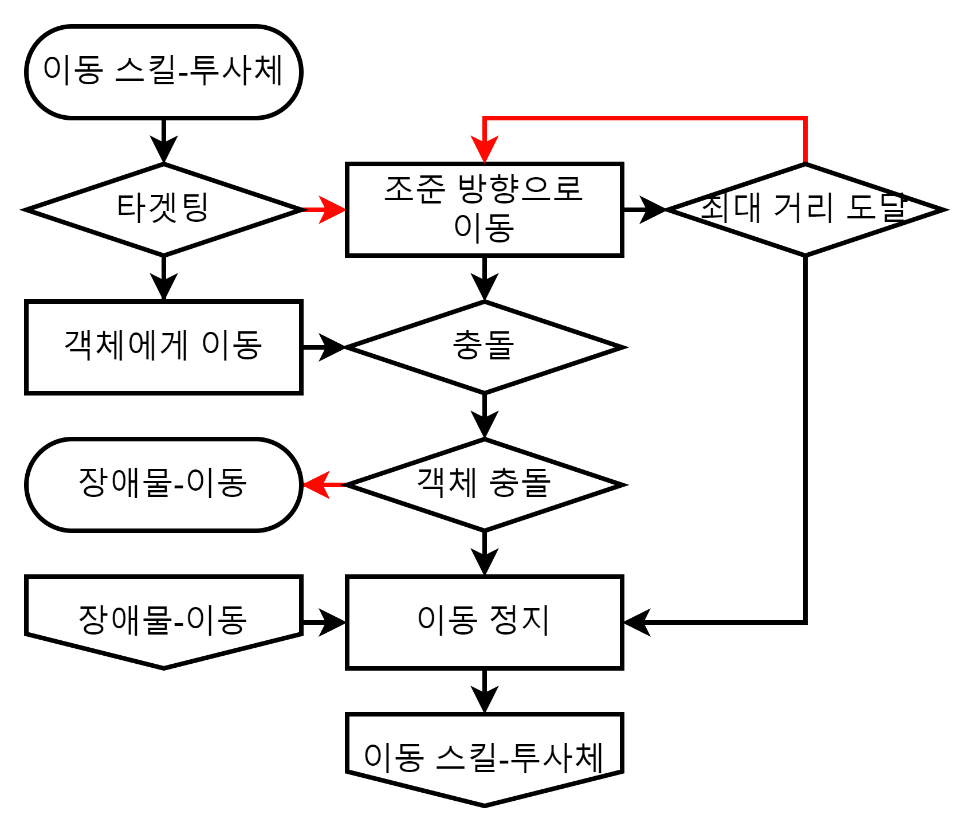 이동 스킬-투사체
타겟팅
조준 방향으로
이동
최대 거리 도달
객체에게 이동
충돌
장애물-이동
객체 충돌
장애물-이동
이동 정지
이동 스킬-투사체